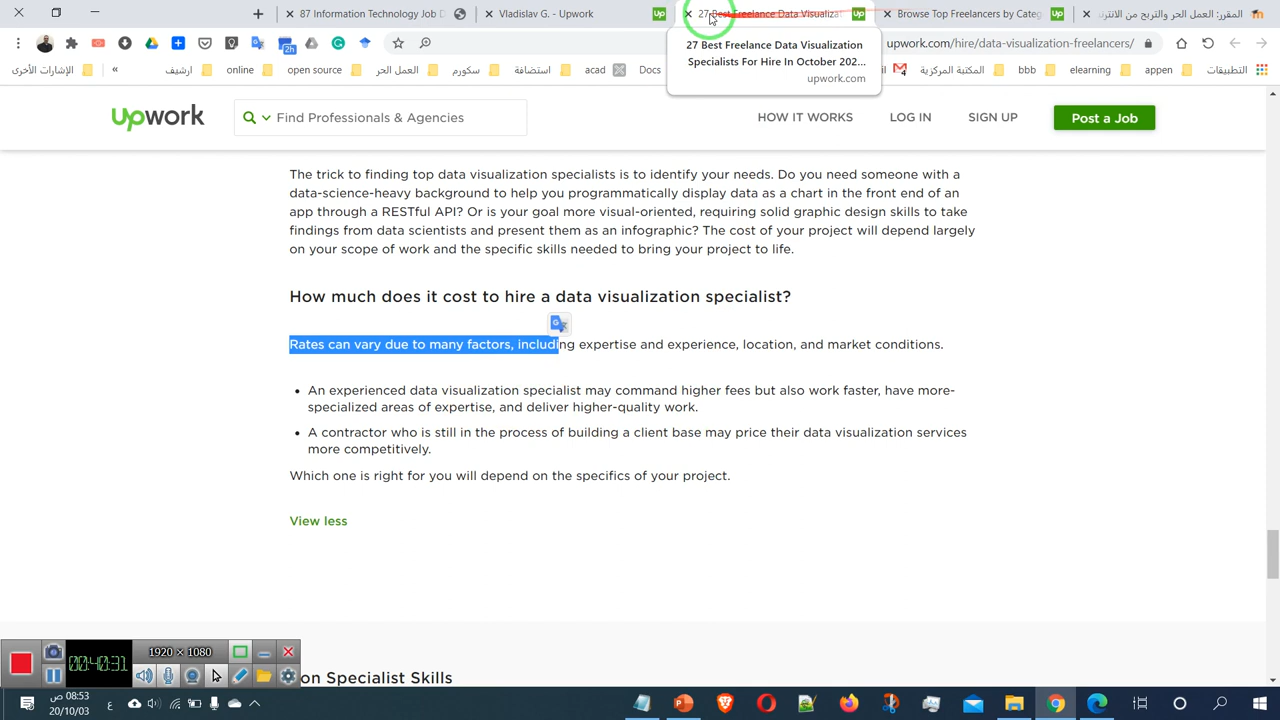 87 Information Technology Job D
Vladislav G. - Upwork
27 Best Freelance Data Visualizat
Browse Top Freelancers by Categ
المقرر: العمل الحر والربح من الانترنت
upwork.com/hire/data-visualization-freelancers/
27 Best Freelance Data Visualization
Specialists For Hire In October 202...
upwork.com
الإشارات الأخرى
«
ارشيف
online
open source
العمل الحر
سكورم
استضافة
acad
Docs
المكتبة المركزية
bbb
elearning
appen
التطبيقات
2h
upwork
Find Professionals & Agencies
HOW IT WORKS
LOG IN
SIGN UP
Post a Job
The trick to finding top data visualization specialists is to identify your needs. Do you need someone with a
data-science-heavy background to help you programmatically display data as a chart in the front end of an
app through a RESTful API? Or is your goal more visual-oriented, requiring solid graphic design skills to take
findings from data scientists and present them as an infographic? The cost of your project will depend largely
on your scope of work and the specific skills needed to bring your project to life.
How much does it cost to hire a data visualization specialist?
Rates can vary due to many factors, including expertise and experience, location, and market conditions.
• An experienced data visualization specialist may command higher fees but also work faster, have more-
specialized areas of expertise, and deliver higher-quality work.
• A contractor who is still in the process of building a client base may price their data visualization services
more competitively.
Which one is right for you will depend on the specifics of your project.
View less
on Specialist Skills
1920 × 1080
00:40:31
08:53 ص
20/10/03
ع